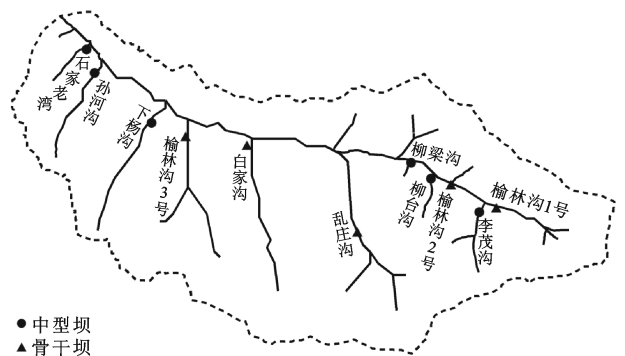 石家老湾
孙河沟
下杨沟
榆林沟3号
白家沟
乱庄沟
柳梁沟
柳台沟
榆林沟2号
榆林沟1号
李茂沟
中型坝
骨干坝